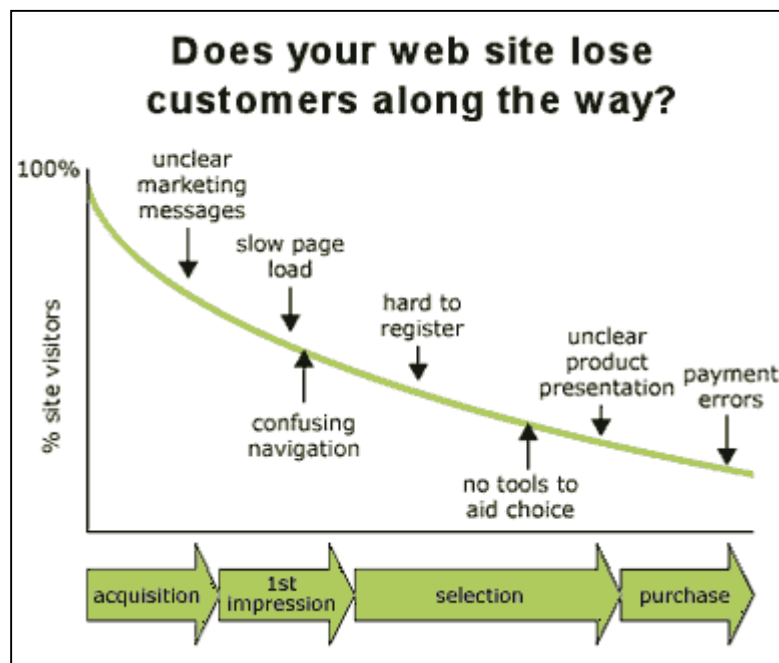 Does your web site lose
customers along the way?
100%
% site visitors
unclear
marketing
messages
slow page
load
confusing
navigation
hard to
register
no tools to
aid choice
unclear
product
presentation
payment
errors
acquisition
1st
impression
selection
purchase